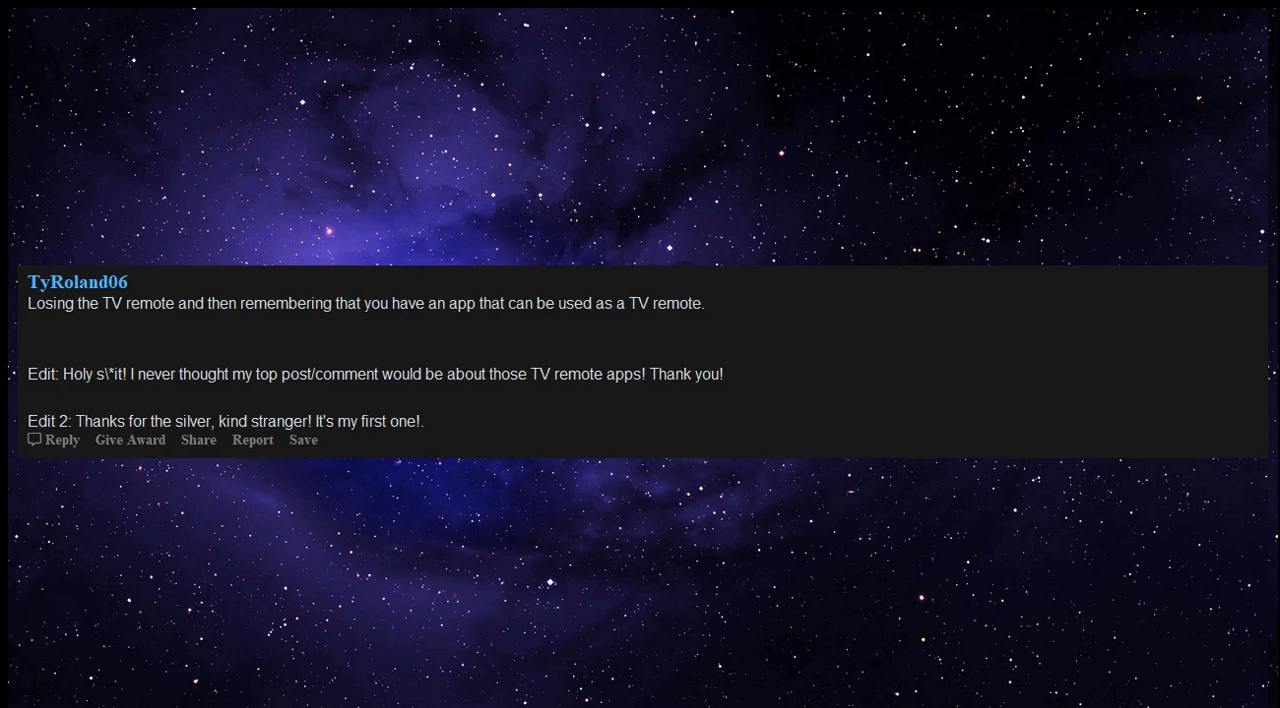 TyRoland06
Losing the TV remote and then remembering that you have an app that can be used as a TV remote.
Edit: Holy s\*it! I never thought my top post/comment would be about those TV remote apps! Thank you!
Edit 2: Thanks for the silver, kind stranger! It's my first one!.
Reply Give Award Share Report Save